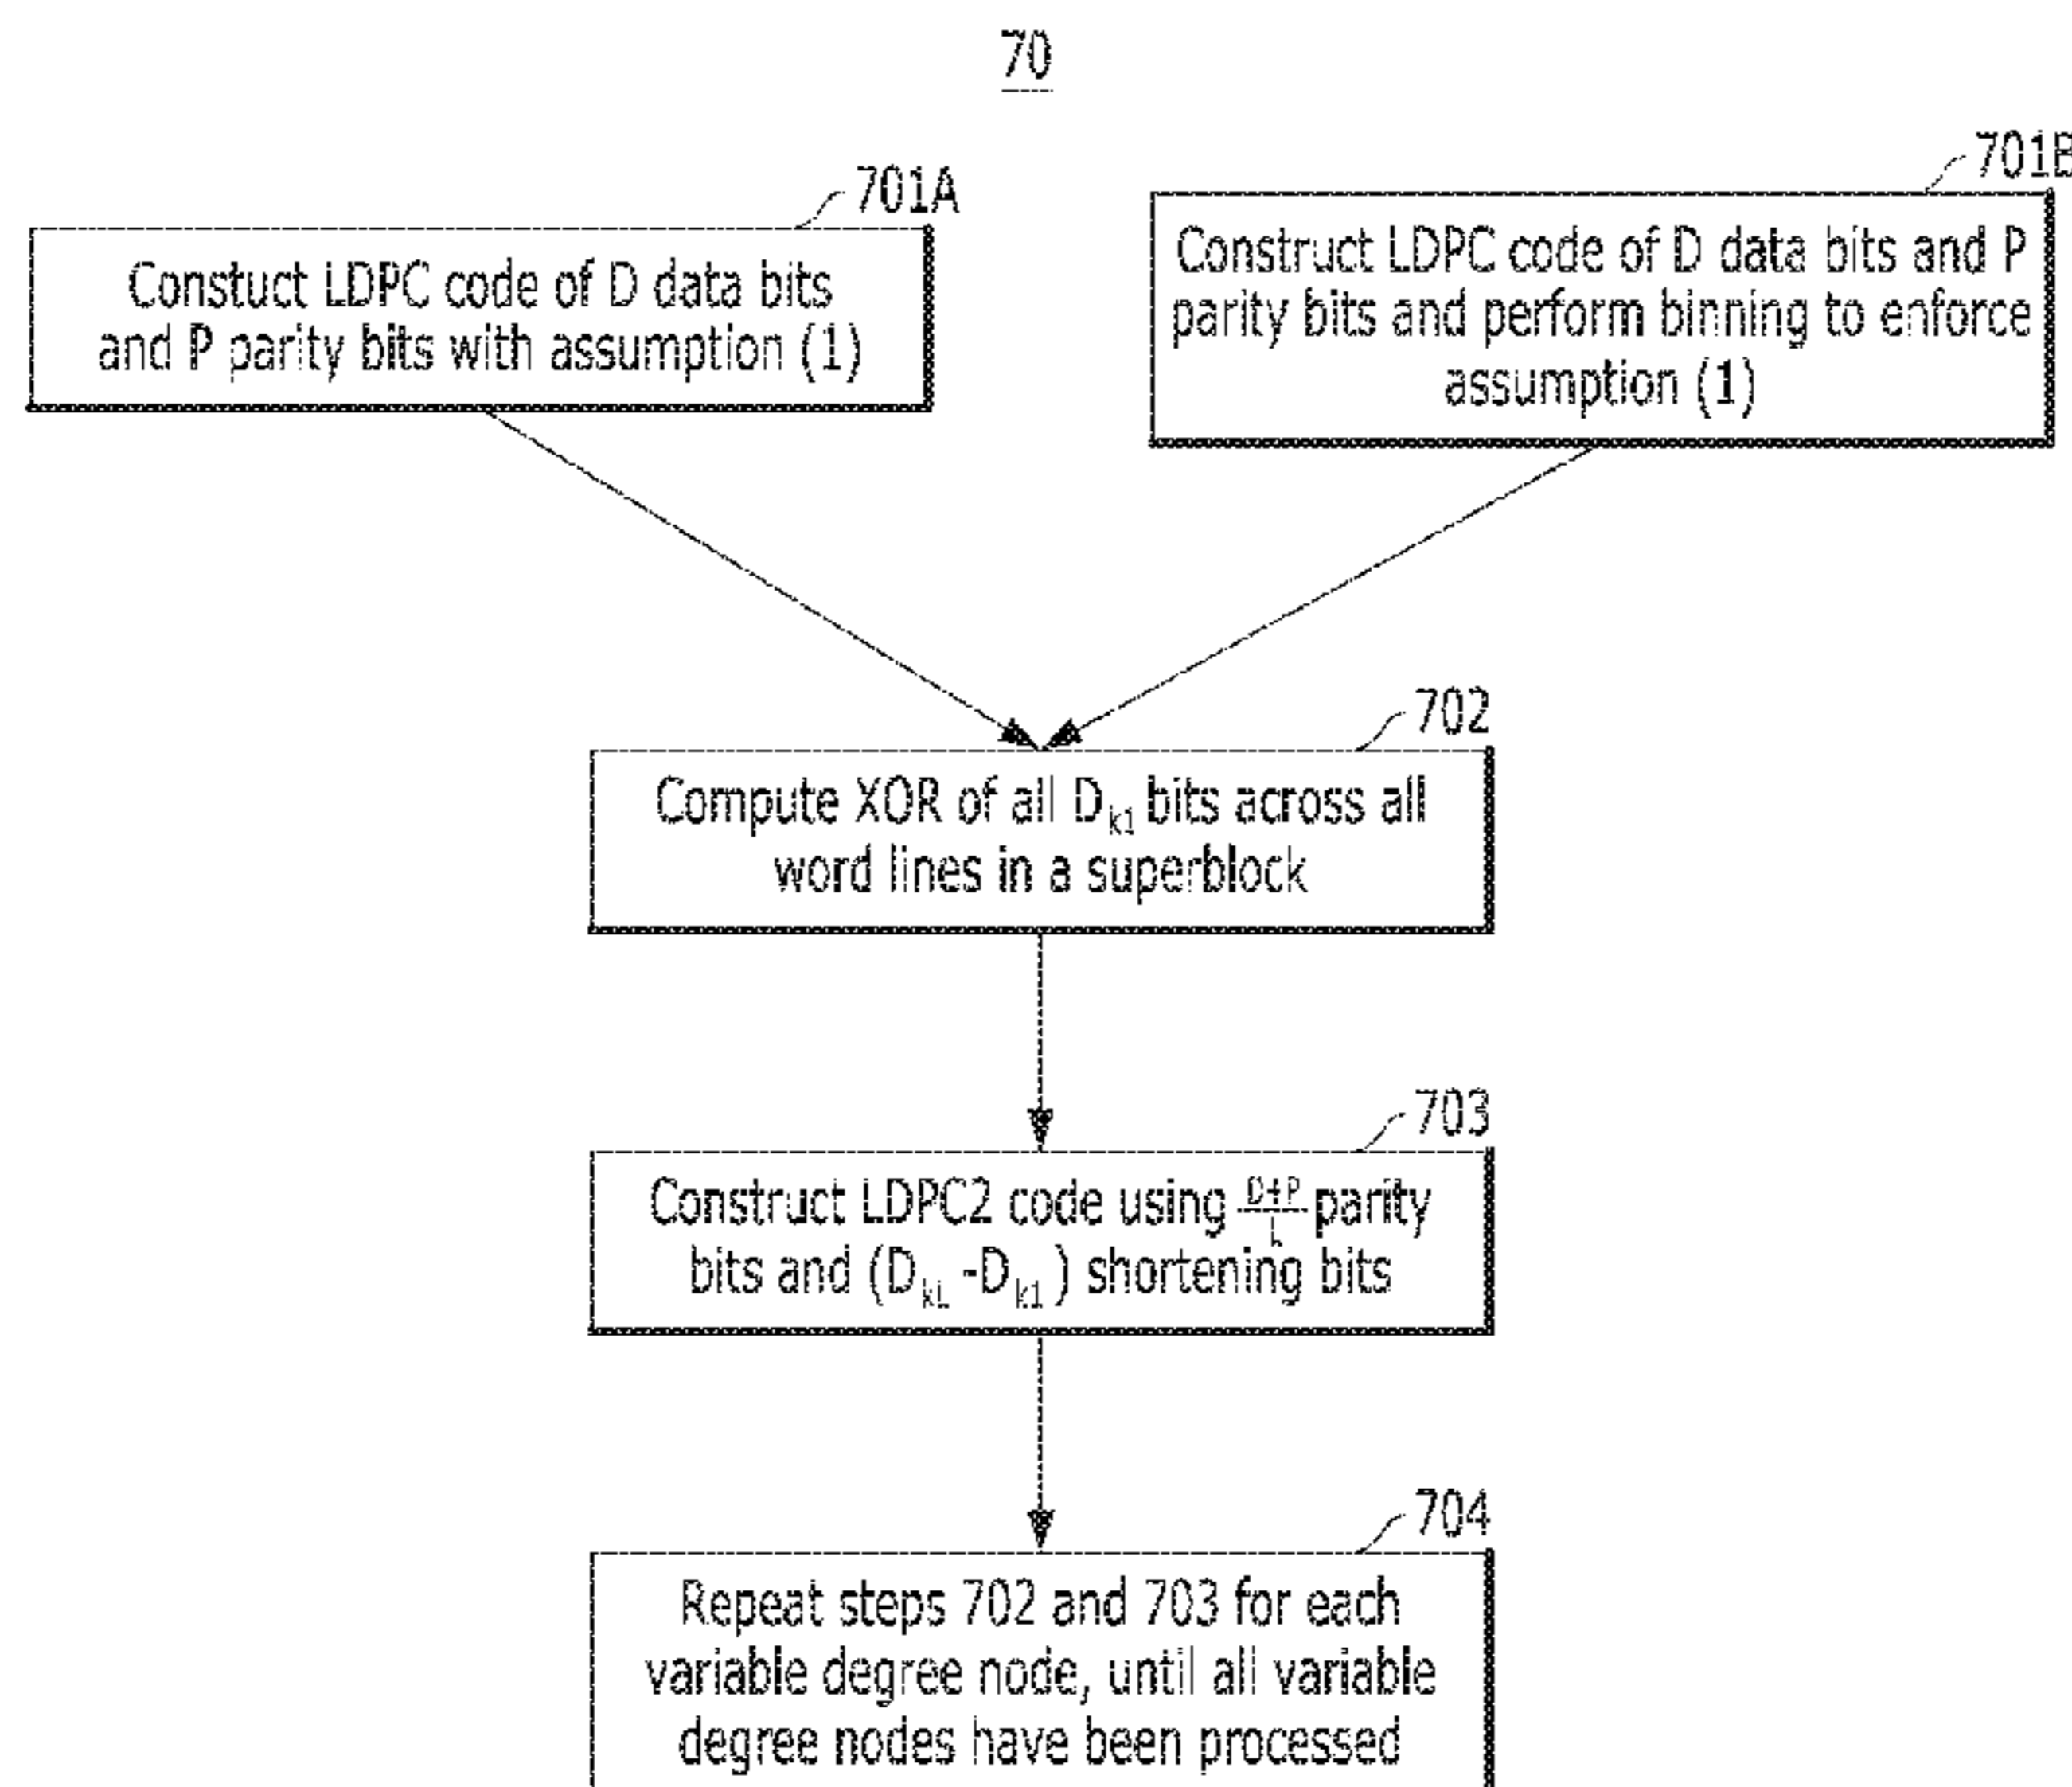 70
701A
Constuct LDPC code of D data bits
and P parity bits with assumption (1)
701B
Construct LDPC code of D data bits and P
parity bits and perform binning to enforce
assumption (1)
702
Compute XOR of all D_k1 bits across all
word lines in a superblock
703
Construct LDPC2 code using D+P/L parity
bits and (D_kL - D_k1) shortening bits
704
Repeat steps 702 and 703 for each
variable degree node, until all variable
degree nodes have been processed